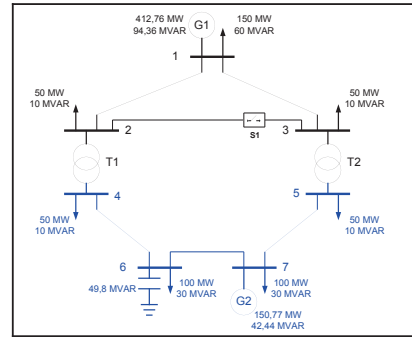 412,76 MW
94,36 MVAR
G1
150 MW
60 MVAR
1
50 MW
10 MVAR
50 MW
10 MVAR
2
S1
3
T1
T2
4
5
50 MW
10 MVAR
50 MW
10 MVAR
6
7
49,8 MVAR
100 MW
30 MVAR
G2
100 MW
30 MVAR
150,77 MW
42,44 MVAR